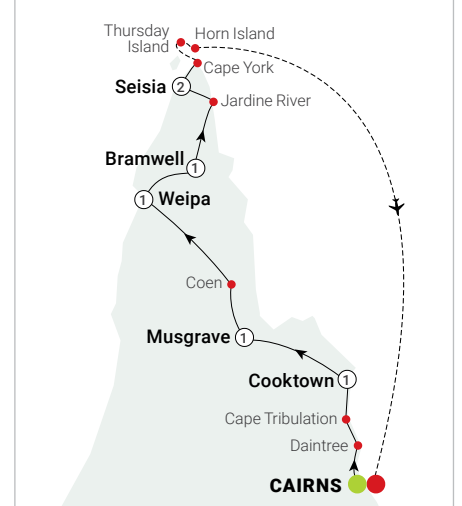 Thursday
Island
Horn Island
Cape York
Seisia
2
Jardine River
Bramwell
1
1
Weipa
Coen
Musgrave
1
Cooktown
1
Cape Tribulation
Daintree
CAIRNS